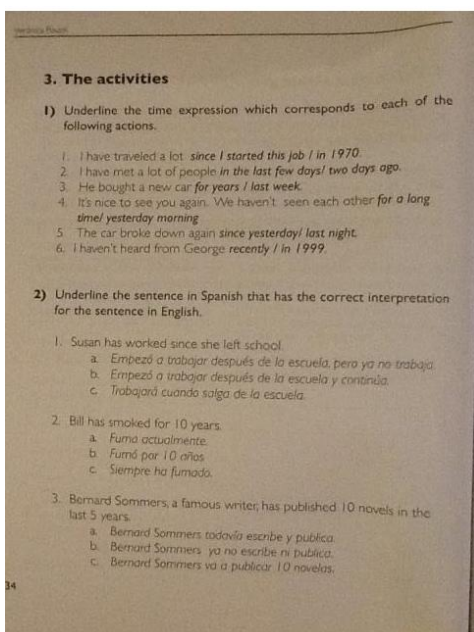 3. The activities
1) Underline the time expression which corresponds to each of the
following actions.
1. I have traveled a lot since I started this job / in 1970.
2. I have met a lot of people in the last few days/ two days ago.
3. He bought a new car for years / last week.
4. It's nice to see you again. We haven't seen each other for a long
time/ yesterday morning
5. The car broke down again since yesterday/ last night.
6. I haven't heard from George recently / in 1999.
2) Underline the sentence in Spanish that has the correct interpretation
for the sentence in English.
1. Susan has worked since she left school.
a. Empezó a trabajar después de la escuela, pero ya no trabaja.
b. Empezó a trabajar después de la escuela y continúa.
c. Trabajará cuando salga de la escuela.
2. Bill has smoked for 10 years.
a. Fuma actualmente.
b. Fumó por 10 años
c. Siempre ha fumado.
3. Bernard Sommers, a famous writer, has published 10 novels in the
last 5 years.
a. Bernard Sommers todavía escribe y publica.
b. Bernard Sommers ya no escribe ni publica.
c. Bernard Sommers va a publicar 10 novelas.
34